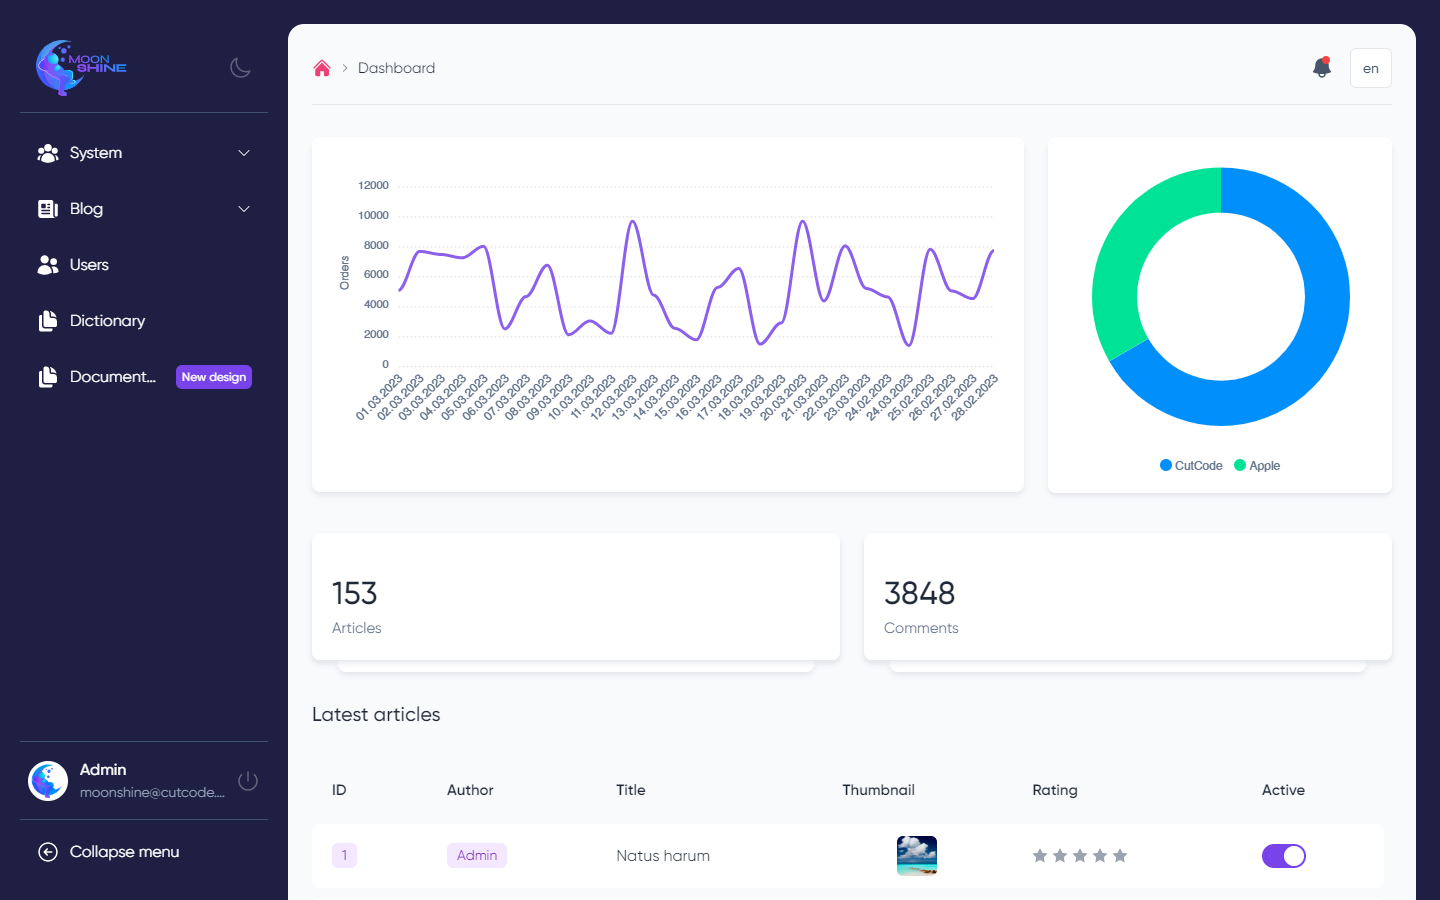 MOON
SHINE
System
Blog
Users
Dictionary
Document... New design
Admin
moonshine@cutcode....
Collapse menu
Dashboard
en
12000
10000
8000
6000
4000
2000
0
Orders
01.03.2023
02.03.2023
03.03.2023
04.03.2023
05.03.2023
06.03.2023
07.03.2023
08.03.2023
09.03.2023
10.03.2023
11.03.2023
12.03.2023
13.03.2023
14.03.2023
15.03.2023
16.03.2023
17.03.2023
18.03.2023
19.03.2023
20.03.2023
21.03.2023
22.03.2023
23.03.2023
24.02.2023
24.03.2023
25.02.2023
26.02.2023
27.02.2023
28.02.2023
CutCode Apple
153
Articles
3848
Comments
Latest articles
ID Author Title Thumbnail Rating Active
1 Admin Natus harum